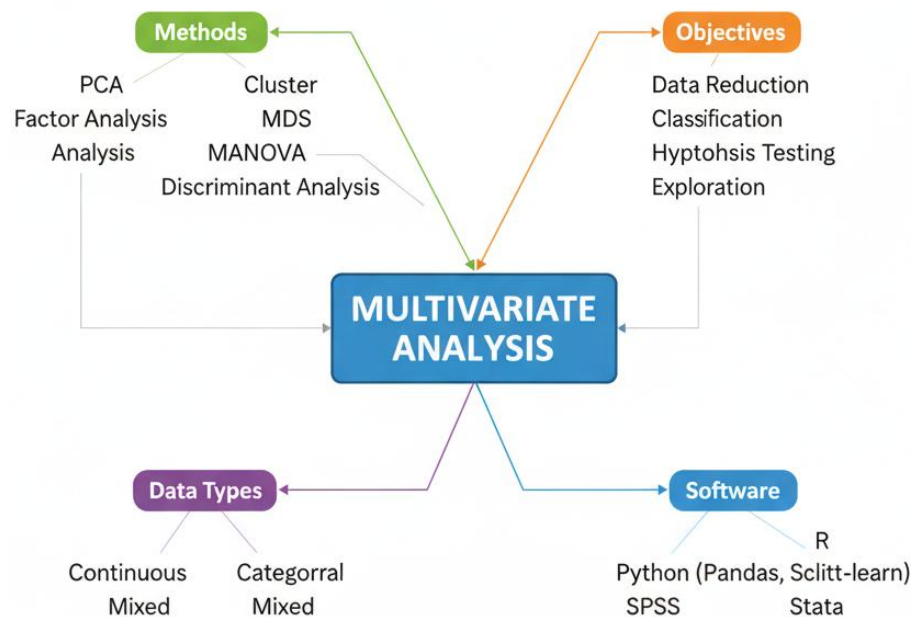 Methods
PCA
Factor Analysis
Analysis
Cluster
MDS
MANOVA
Discriminant Analysis
Objectives
Data Reduction
Classification
Hyptohsis Testing
Exploration
MULTIVARIATE
ANALYSIS
Data Types
Continuous
Mixed
Categorral
Mixed
Software
R
Python (Pandas, Sclitt-learn)
SPSS
Stata